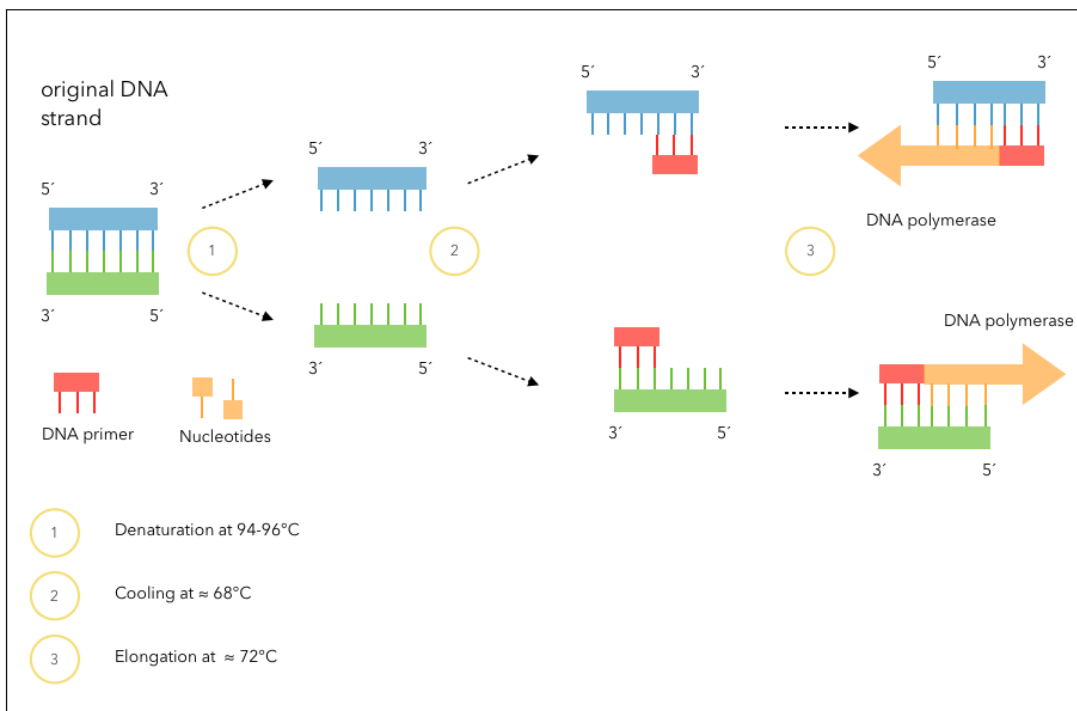 original DNA
strand
5´ 3´
3´ 5´
1
5´ 3´
3´ 5´
2
5´ 3´
3´ 5´
3
5´ 3´
DNA polymerase
DNA polymerase
3´ 5´
DNA primer
Nucleotides
1 Denaturation at 94-96°C
2 Cooling at ≈ 68°C
3 Elongation at ≈ 72°C